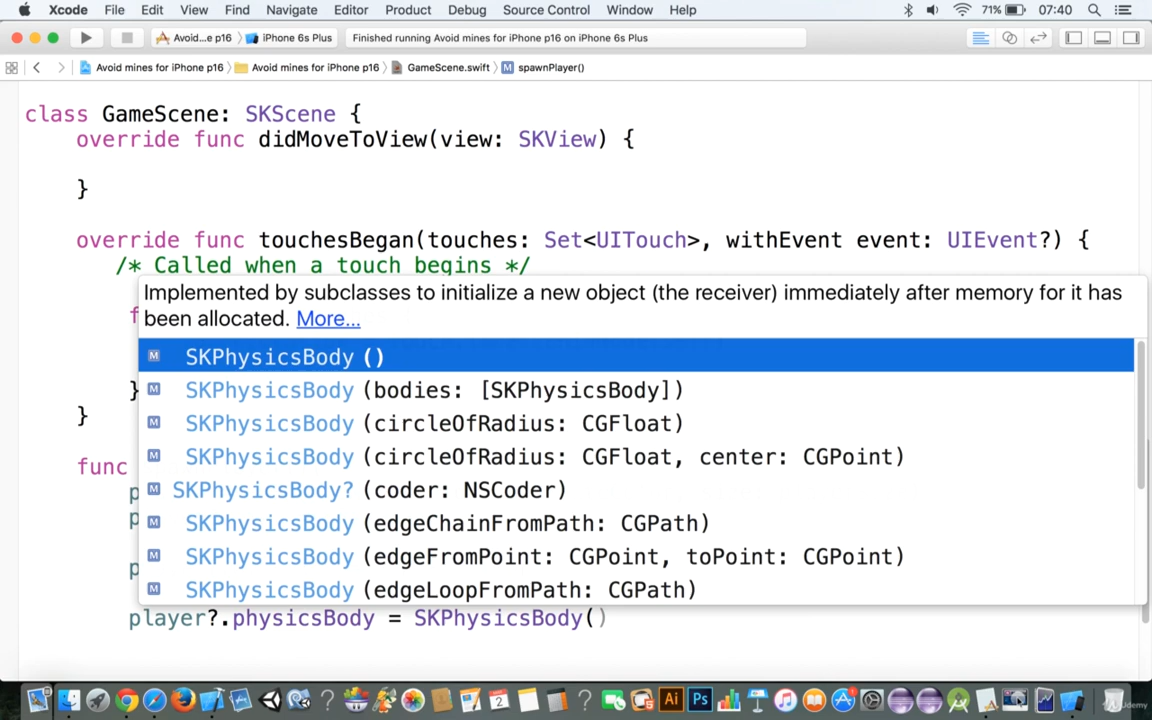 Xcode File Edit View Find Navigate Editor Product Debug Source Control Window Help 71% 07:40
Avoid...e p16 iPhone 6s Plus Finished running Avoid mines for iPhone p16 on iPhone 6s Plus
Avoid mines for iPhone p16 Avoid mines for iPhone p16 GameScene.swift M spawnPlayer()
class GameScene: SKScene {
override func didMoveToView(view: SKView) {
}
override func touchesBegan(touches: Set<UITouch>, withEvent event: UIEvent?) {
/* Called when a touch begins */
Implemented by subclasses to initialize a new object (the receiver) immediately after memory for it has
been allocated. More...
f
M SKPhysicsBody ()
} M SKPhysicsBody (bodies: [SKPhysicsBody])
} M SKPhysicsBody (circleOfRadius: CGFloat)
func M SKPhysicsBody (circleOfRadius: CGFloat, center: CGPoint)
p M SKPhysicsBody? (coder: NSCoder)
p M SKPhysicsBody (edgeChainFromPath: CGPath)
p M SKPhysicsBody (edgeFromPoint: CGPoint, toPoint: CGPoint)
M SKPhysicsBody (edgeLoopFromPath: CGPath)
player?.physicsBody = SKPhysicsBody()
Ai Ps 2 Udemy